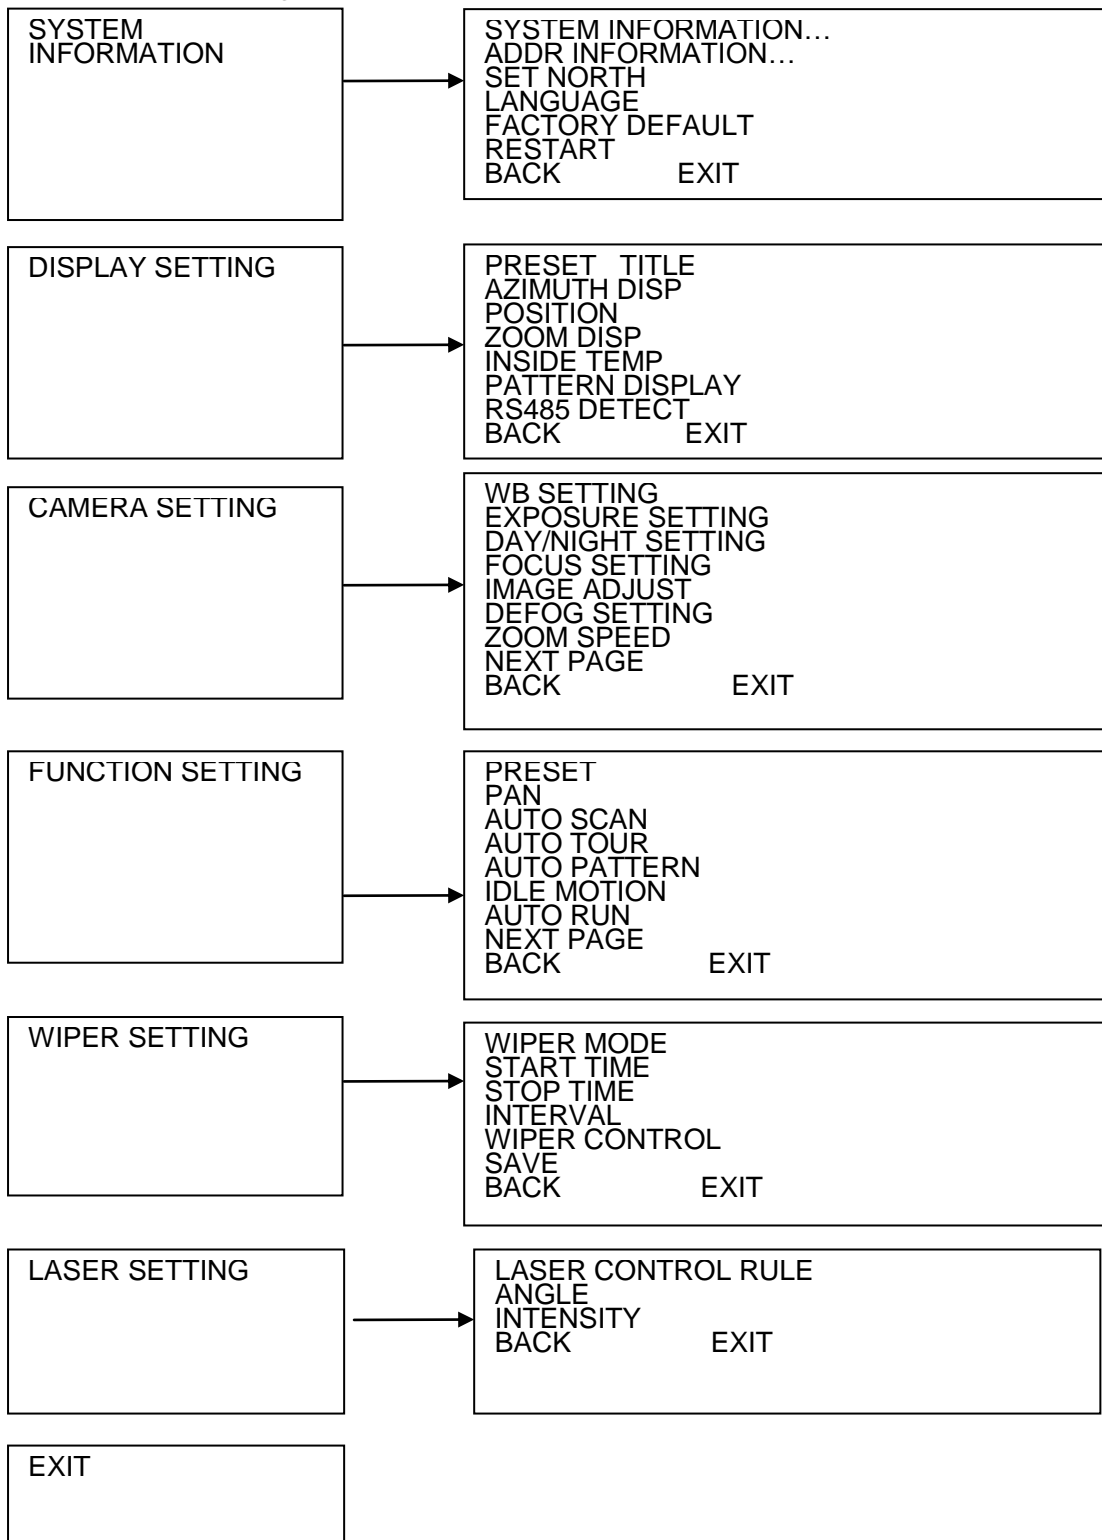 SYSTEM
INFORMATION
SYSTEM INFORMATION…
ADDR INFORMATION…
SET NORTH
LANGUAGE
FACTORY DEFAULT
RESTART
BACK EXIT
DISPLAY SETTING
PRESET TITLE
AZIMUTH DISP
POSITION
ZOOM DISP
INSIDE TEMP
PATTERN DISPLAY
RS485 DETECT
BACK EXIT
CAMERA SETTING
WB SETTING
EXPOSURE SETTING
DAY/NIGHT SETTING
FOCUS SETTING
IMAGE ADJUST
DEFOG SETTING
ZOOM SPEED
NEXT PAGE
BACK EXIT
FUNCTION SETTING
PRESET
PAN
AUTO SCAN
AUTO TOUR
AUTO PATTERN
IDLE MOTION
AUTO RUN
NEXT PAGE
BACK EXIT
WIPER SETTING
WIPER MODE
START TIME
STOP TIME
INTERVAL
WIPER CONTROL
SAVE
BACK EXIT
LASER SETTING
LASER CONTROL RULE
ANGLE
INTENSITY
BACK EXIT
EXIT